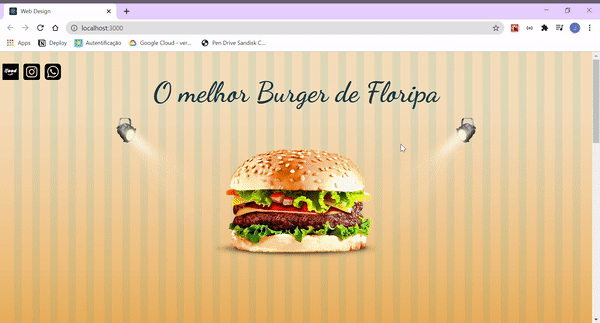 Web Design
localhost:3000
Apps Deploy Autentificação Google Cloud - ver... Pen Drive Sandisk C...
O melhor Burger de Floripa